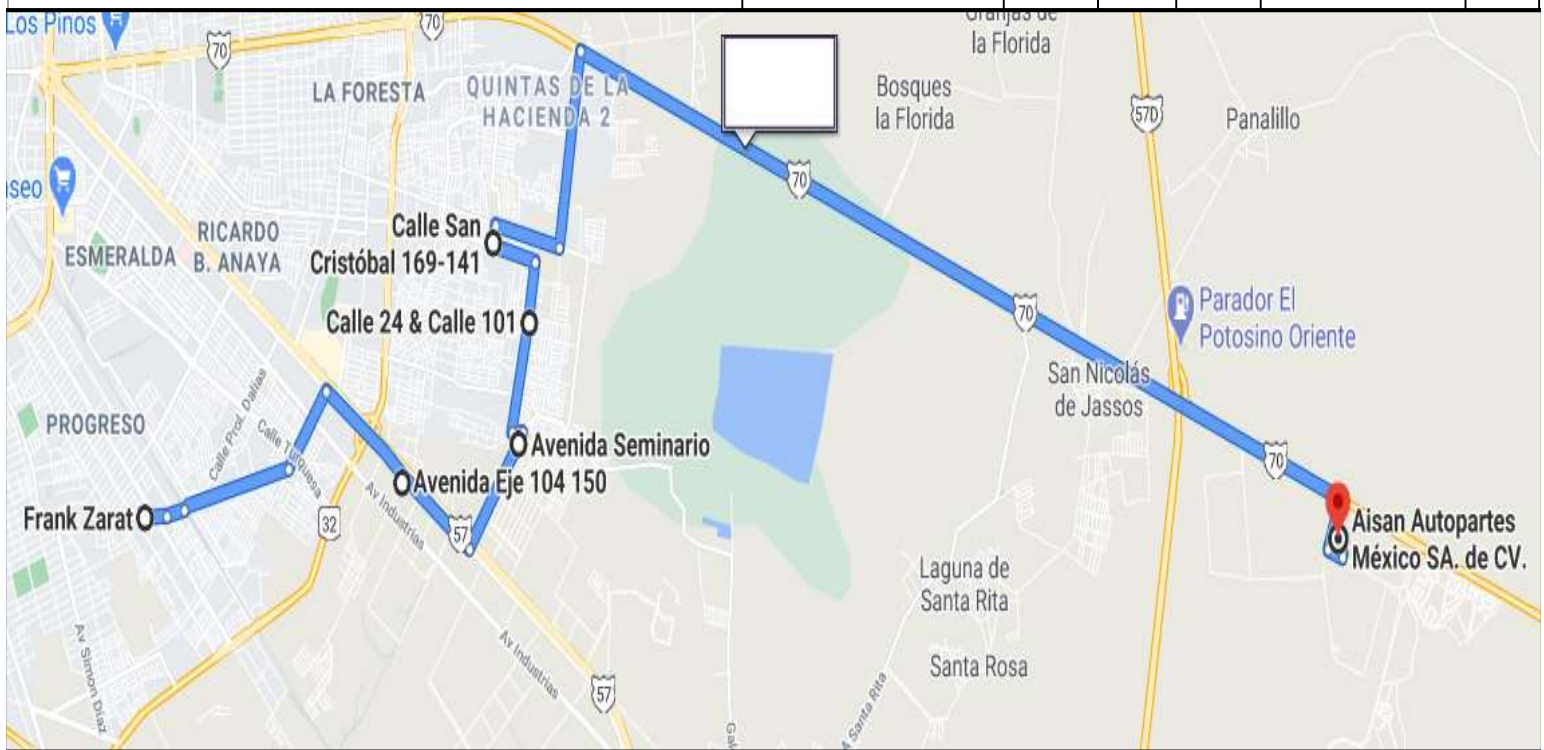 Los Pinos
70
70
Granjas de
la Florida
LA FORESTA
QUINTAS DE LA
HACIENDA 2
Bosques
la Florida
57D
Panalillo
70
aseo
RICARDO
B. ANAYA
ESMERALDA
Calle San
Cristóbal 169-141
Calle 24 & Calle 101
70
Parador El
Potosino Oriente
San Nicolás
de Jassos
PROGRESO
Calle Prol. Dalias
Calle Turquesa
Avenida Seminario
Avenida Eje 104 150
70
Frank Zarat
32
Av Industrias
57
Aisan Autopartes
México SA. de CV.
Laguna de
Santa Rita
Av Simon Díaz
Av Industrias
Santa Rosa
57
A Santa Rita